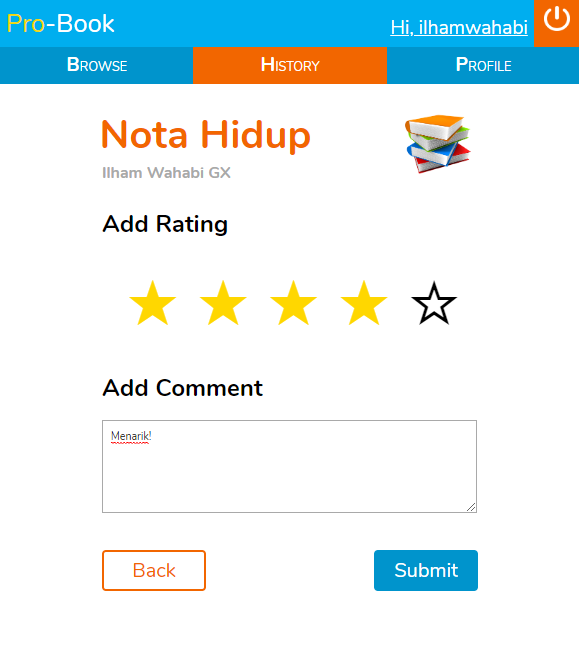 Pro-Book
Hi, ilhamwahabi
Browse History Profile
Nota Hidup
Ilham Wahabi GX
Add Rating
Add Comment
Menarik!
Back Submit